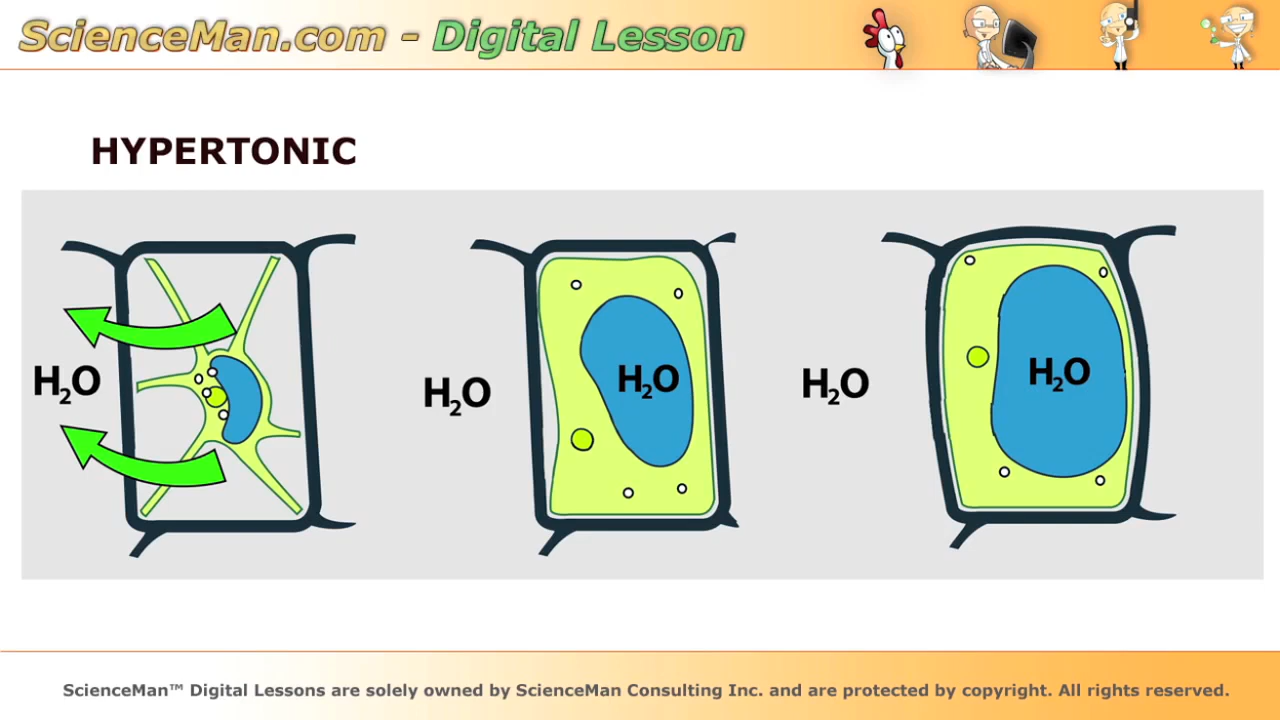 ScienceMan.com - Digital Lesson
HYPERTONIC
H₂O
H₂O
H₂O
H₂O
H₂O
ScienceMan™ Digital Lessons are solely owned by ScienceMan Consulting Inc. and are protected by copyright. All rights reserved.